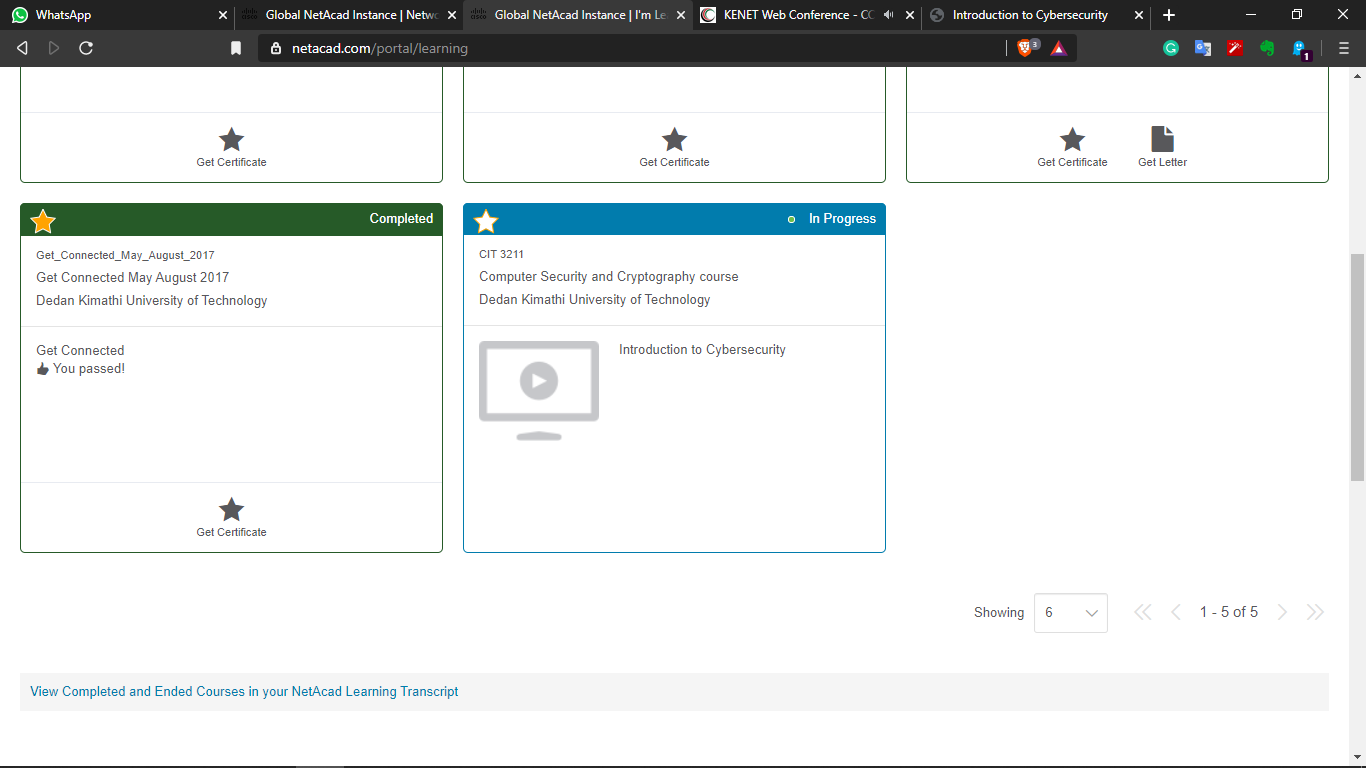 WhatsApp
Global NetAcad Instance | Netwo
Global NetAcad Instance | I'm Le
KENET Web Conference - CC
Introduction to Cybersecurity
netacad.com/portal/learning
3
1
Get Certificate
Get Certificate
Get Certificate
Get Letter
Completed
Get_Connected_May_August_2017
Get Connected May August 2017
Dedan Kimathi University of Technology
Get Connected
You passed!
Get Certificate
In Progress
CIT 3211
Computer Security and Cryptography course
Dedan Kimathi University of Technology
Introduction to Cybersecurity
Showing
6
1 - 5 of 5
View Completed and Ended Courses in your NetAcad Learning Transcript